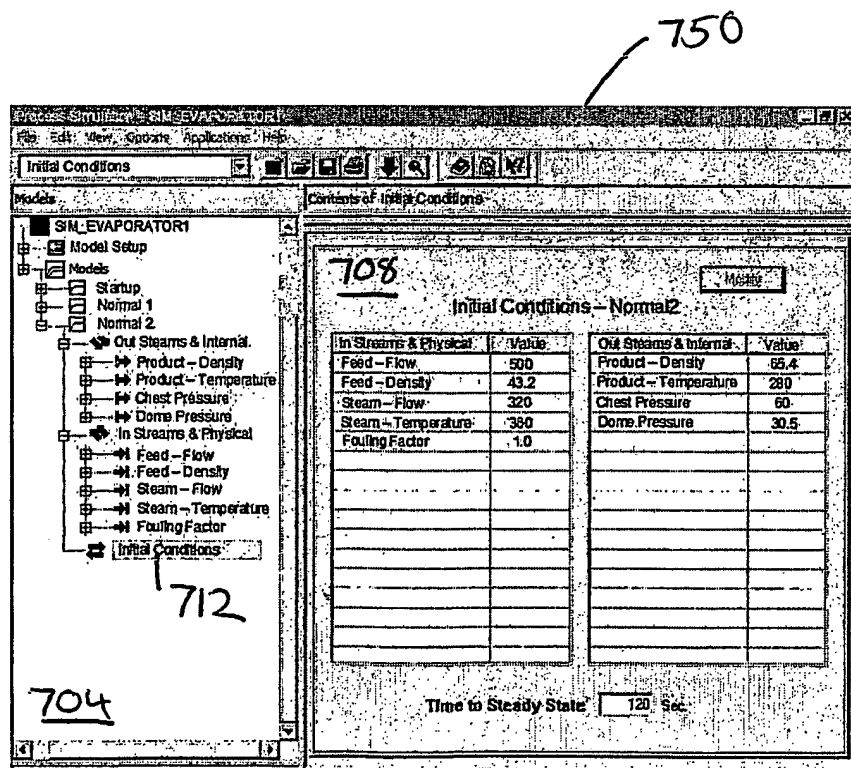 750
Process Simulation - SIM_EVAPORATOR1
File Edit View Options Applications Help
Initial Conditions
Models
Contents of Initial Conditions
SIM_EVAPORATOR1
Model Setup
Models
Startup
Normal 1
Normal 2
Out Steams & Internal
Product – Density
Product – Temperature
Chest Pressure
Dome Pressure
In Streams & Physical
Feed – Flow
Feed – Density
Steam – Flow
Steam – Temperature
Fouling Factor
Initial Conditions
712
704
708
Modify
Initial Conditions – Normal2
In Streams & Physical Value
Feed – Flow 500
Feed – Density 43.2
Steam – Flow 320
Steam – Temperature 380
Fouling Factor 1.0
Out Steams & Internal Value
Product – Density 65.4
Product – Temperature 280
Chest Pressure 60
Dome Pressure 30.5
Time to Steady State 120 Sec.